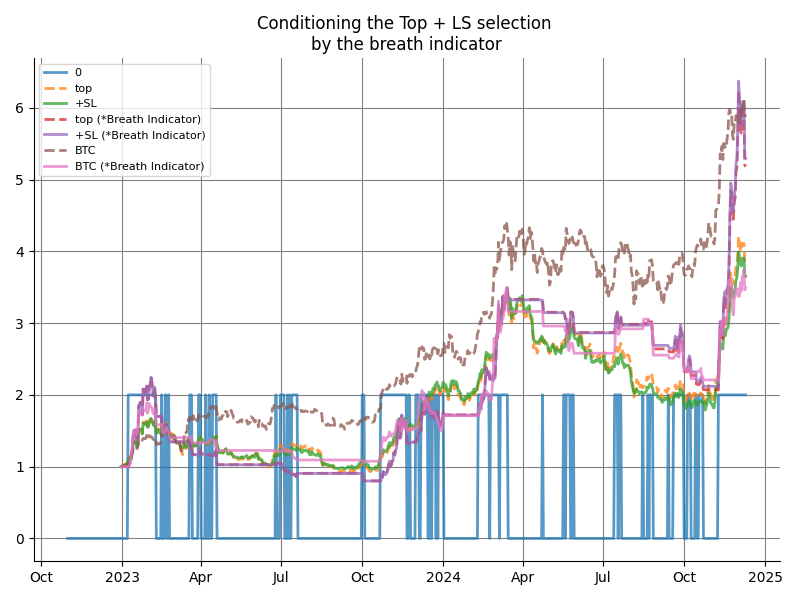 Conditioning the Top + LS selection
by the breath indicator
0
top
+SL
top (*Breath Indicator)
+SL (*Breath Indicator)
BTC
BTC (*Breath Indicator)
6
5
4
3
2
1
0
Oct
2023
Apr
Jul
Oct
2024
Apr
Jul
Oct
2025